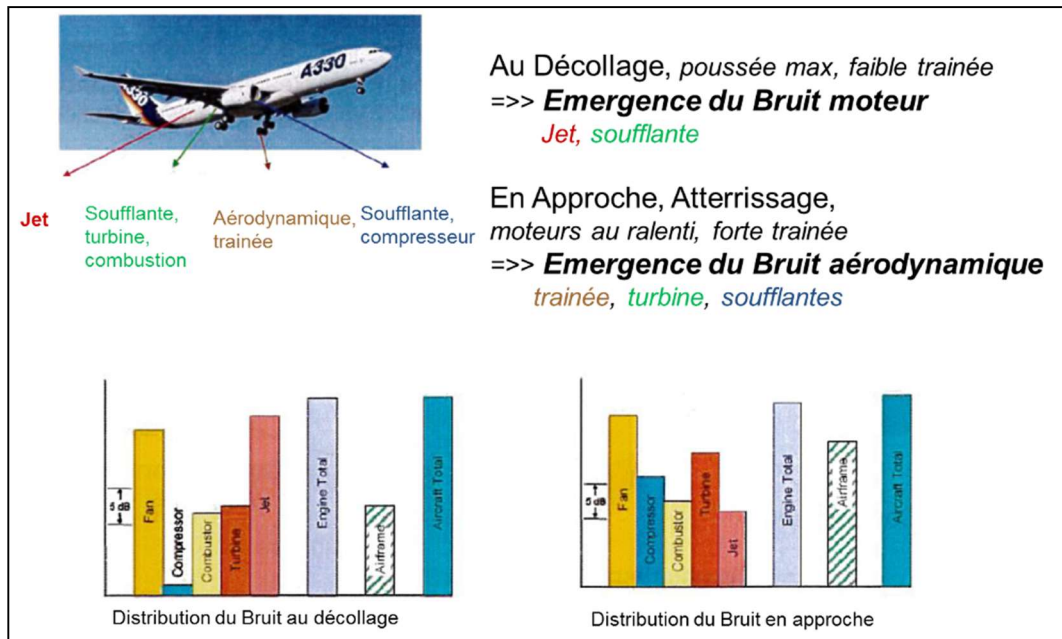 A330
A330
Au Décollage, poussée max, faible trainée
=>> Emergence du Bruit moteur
Jet, soufflante
Jet
Soufflante,
turbine,
combustion
Aérodynamique,
trainée
Soufflante,
compresseur
En Approche, Atterrissage,
moteurs au ralenti, forte trainée
=>> Emergence du Bruit aérodynamique
trainée, turbine, soufflantes
5
dB
Fan
Compressor
Combustor
Turbine
Jet
Engine Total
Airframe
Aircraft Total
Distribution du Bruit au décollage
5
dB
Fan
Compressor
Combustor
Turbine
Jet
Engine Total
Airframe
Aircraft Total
Distribution du Bruit en approche